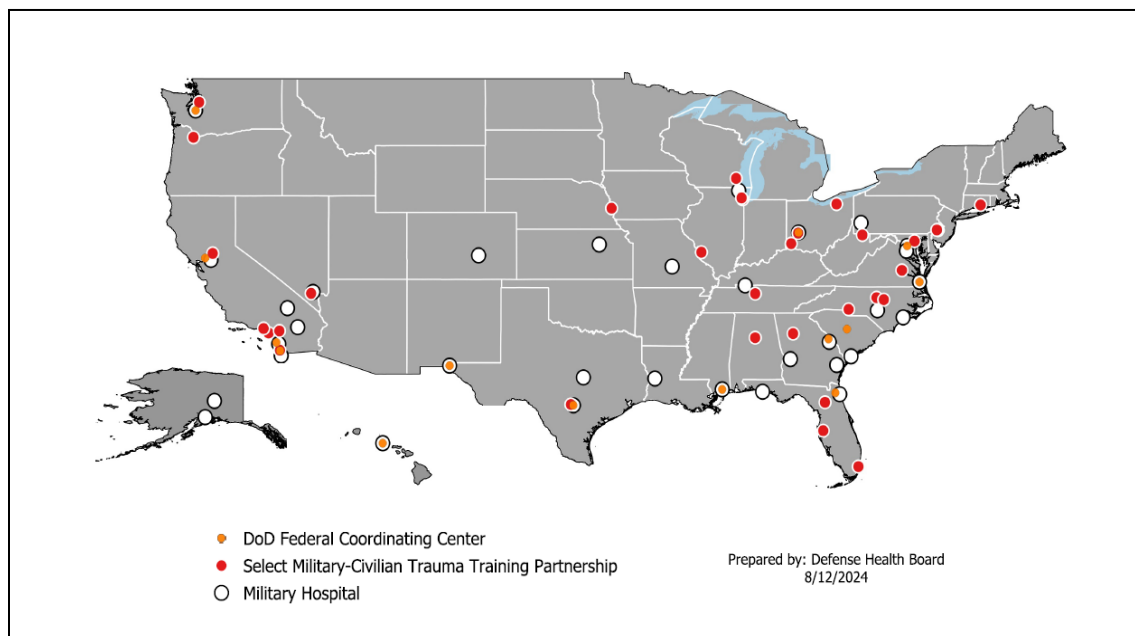 DoD Federal Coordinating Center
Select Military-Civilian Trauma Training Partnership
Military Hospital
Prepared by: Defense Health Board
8/12/2024